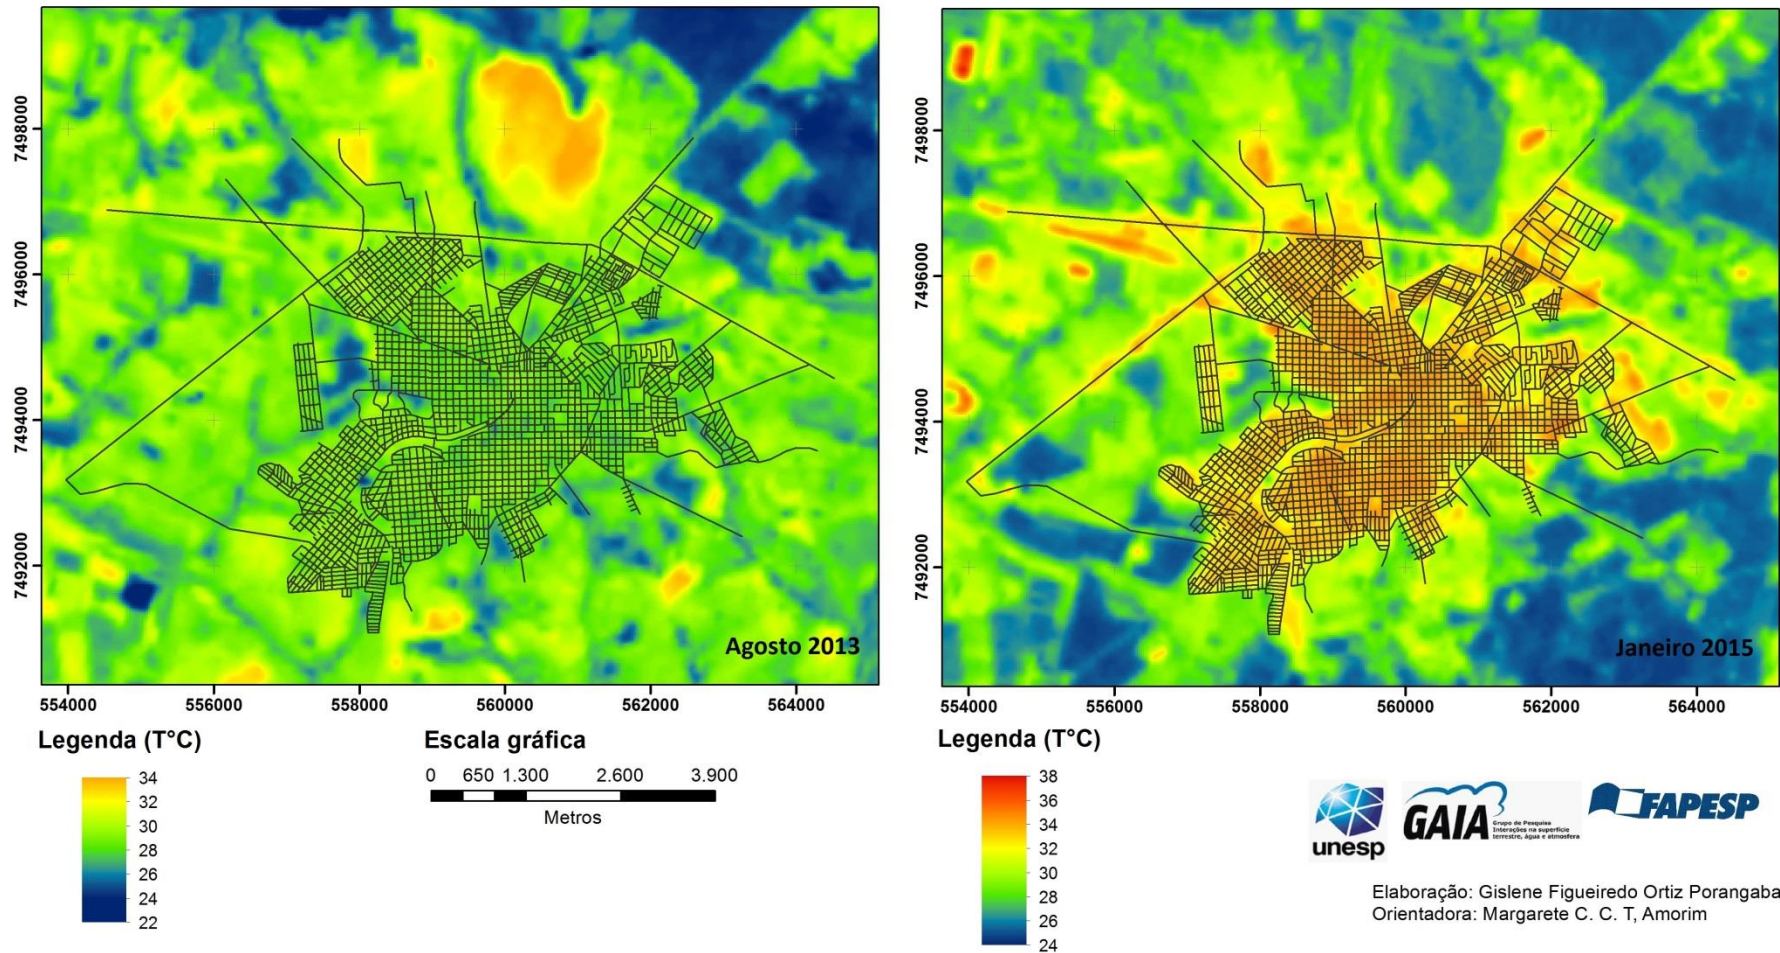 7498000
7496000
7494000
7492000
Agosto 2013
554000 556000 558000 560000 562000 564000
7498000
7496000
7494000
7492000
Janeiro 2015
554000 556000 558000 560000 562000 564000
Legenda (T°C)
34
32
30
28
26
24
22
Escala gráfica
0 650 1.300 2.600 3.900
Metros
Legenda (T°C)
38
36
34
32
30
28
26
24
unesp
GAIA
Grupo de Pesquisa
Interações na superfície
terrestre, água e atmosfera
FAPESP
Elaboração: Gislene Figueiredo Ortiz Porangaba
Orientadora: Margarete C. C. T, Amorim